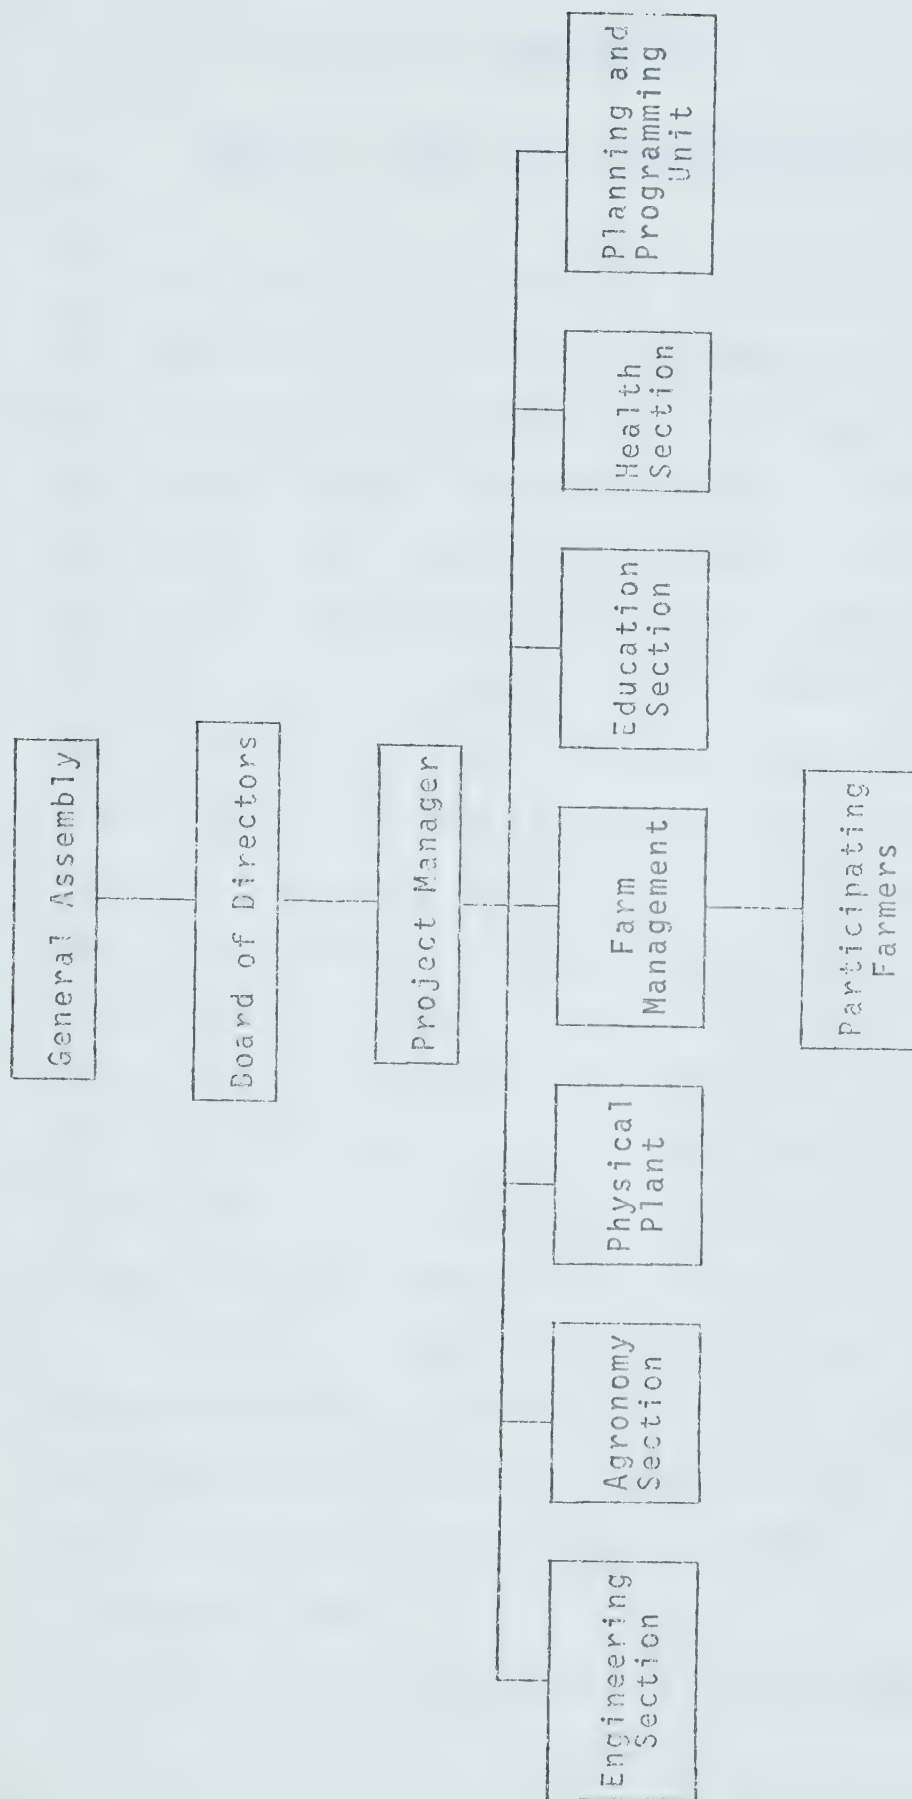 General Assembly
Board of Directors
Project Manager
Engineering
Section
Agronomy
Section
Physical
Plant
Farm
Management
Education
Section
Health
Section
Planning and
Programming
Unit
Participating
Farmers